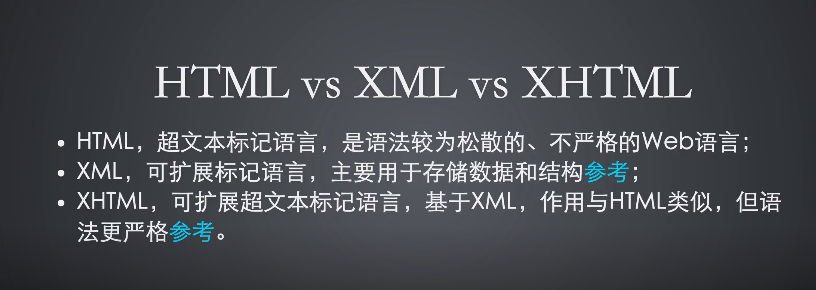 HTML vs XML vs XHTML
• HTML，超文本标记语言，是语法较为松散的、不严格的Web语言；
• XML，可扩展标记语言，主要用于存储数据和结构参考；
• XHTML，可扩展超文本标记语言，基于XML，作用与HTML类似，但语
法更严格参考。